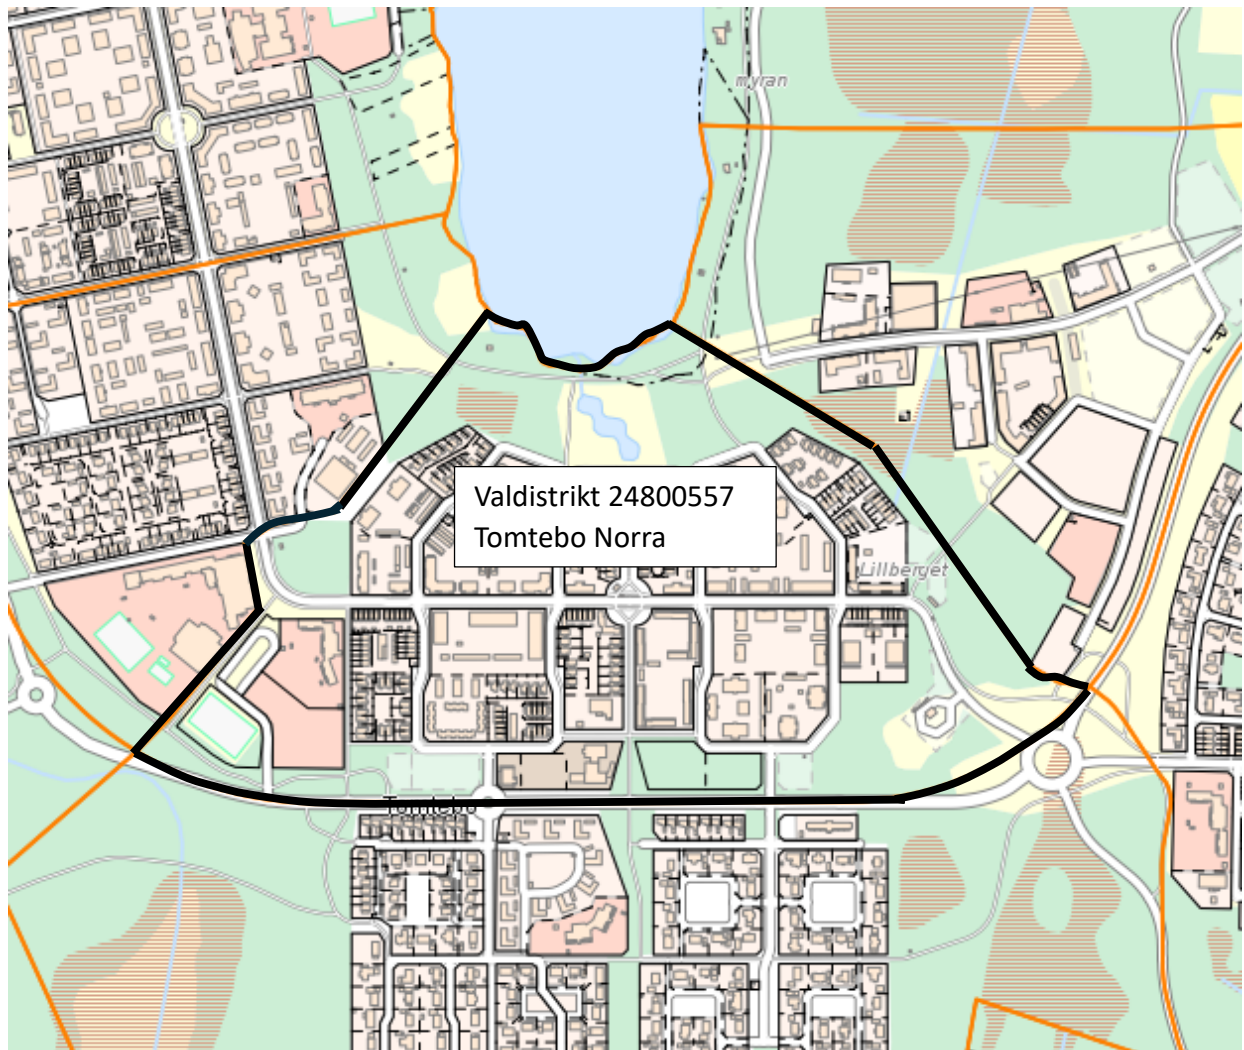 myran
Valdistrikt 24800557
Tomtebo Norra
Lillberget
Tomtebo